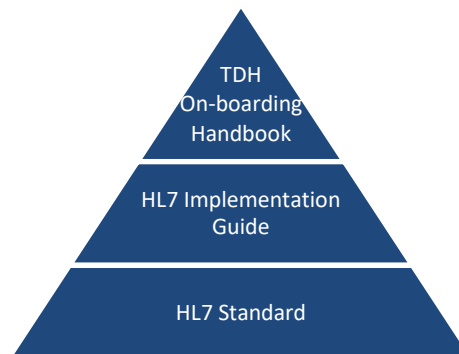 TDH
On-boarding
Handbook
HL7 Implementation
Guide
HL7 Standard